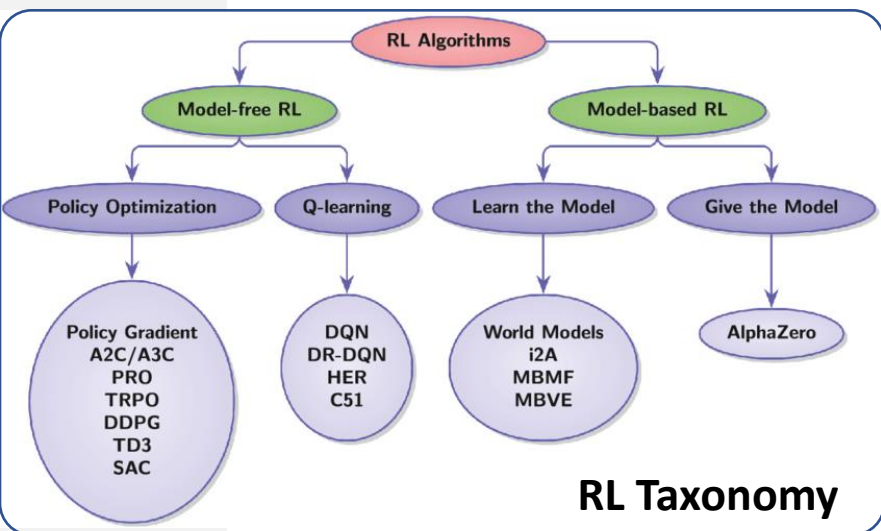 RL Algorithms
Model-free RL
Model-based RL
Policy Optimization
Q-learning
Learn the Model
Give the Model
Policy Gradient
A2C/A3C
PRO
TRPO
DDPG
TD3
SAC
DQN
DR-DQN
HER
C51
World Models
i2A
MBMF
MBVE
AlphaZero
RL Taxonomy